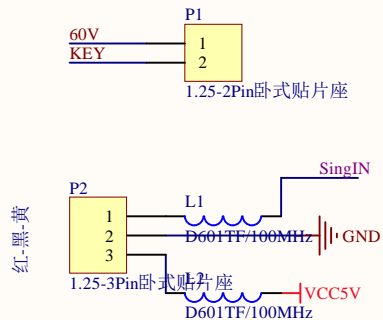 P1
60V
1
KEY
2
1.25-2Pin卧式贴片座
SingIN
P2
L1
红-黑-黄
1
D601TF/100MHz
2
GND
3
L2
1.25-3Pin卧式贴片座
VCC5V
D601TF/100MHz